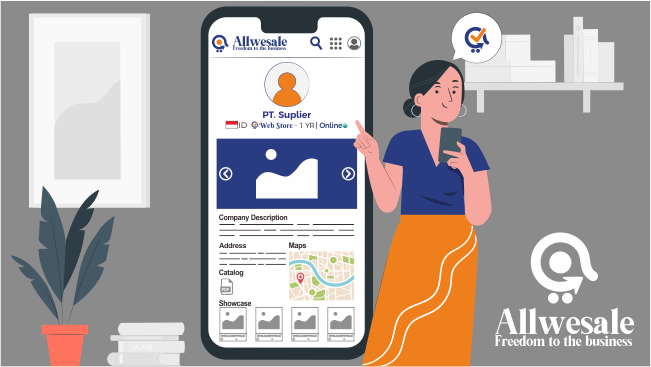 Allwesale
Freedom to the business
PT. Suplier
ID Web Store - 1 YR | Online
Company Description
Address
Maps
Catalog
PDF
Showcase
Allwesale
Freedom to the business